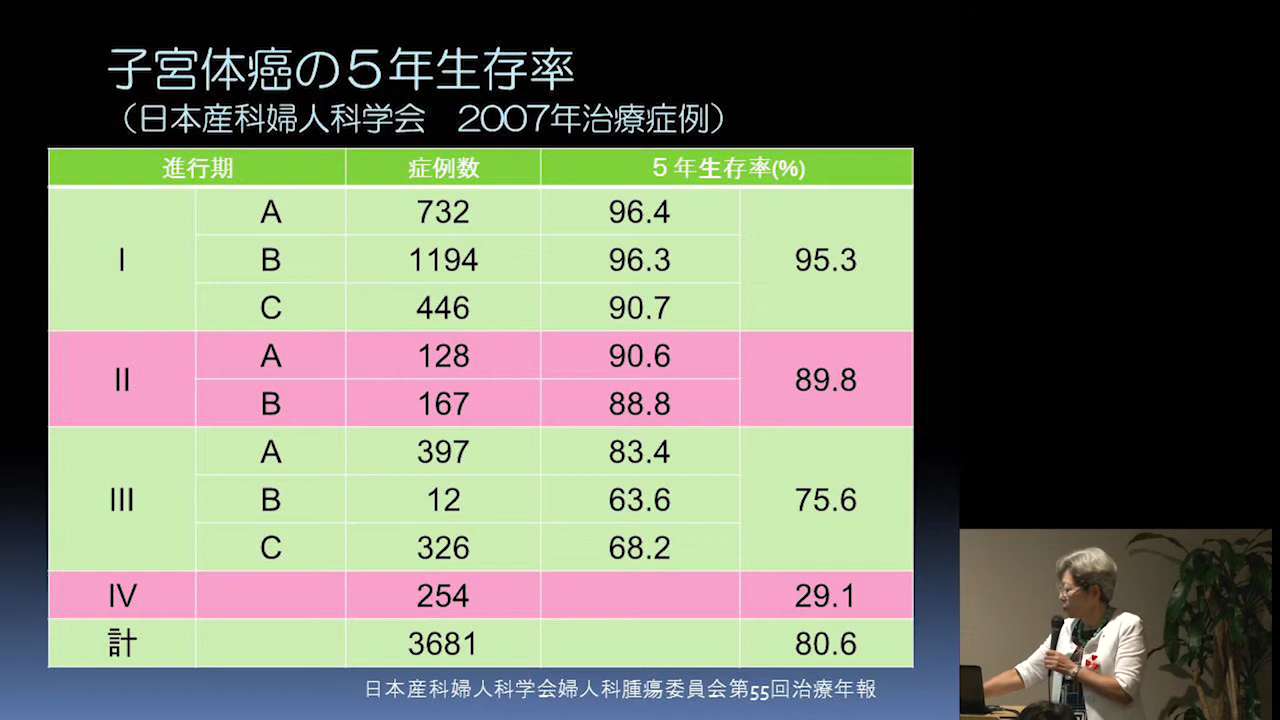 子宮体癌の５年生存率
（日本産科婦人科学会　2007年治療症例）
進行期 症例数 ５年生存率(%)
I A 732 96.4 95.3
B 1194 96.3
C 446 90.7
II A 128 90.6 89.8
B 167 88.8
III A 397 83.4 75.6
B 12 63.6
C 326 68.2
IV 254 29.1
計 3681 80.6
日本産科婦人科学会婦人科腫瘍委員会第55回治療年報